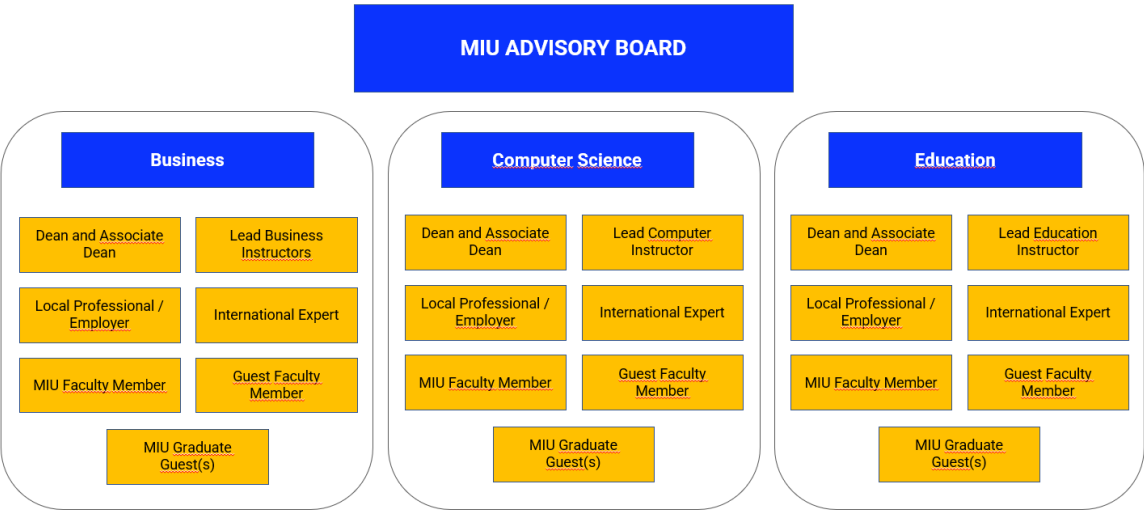 MIU ADVISORY BOARD
Business
Dean and Associate
Dean
Lead Business
Instructors
Local Professional /
Employer
International Expert
MIU Faculty Member
Guest Faculty
Member
MIU Graduate
Guest(s)
Computer Science
Dean and Associate
Dean
Lead Computer
Instructor
Local Professional /
Employer
International Expert
MIU Faculty Member
Guest Faculty
Member
MIU Graduate
Guest(s)
Education
Dean and Associate
Dean
Lead Education
Instructor
Local Professional /
Employer
International Expert
MIU Faculty Member
Guest Faculty
Member
MIU Graduate
Guest(s)